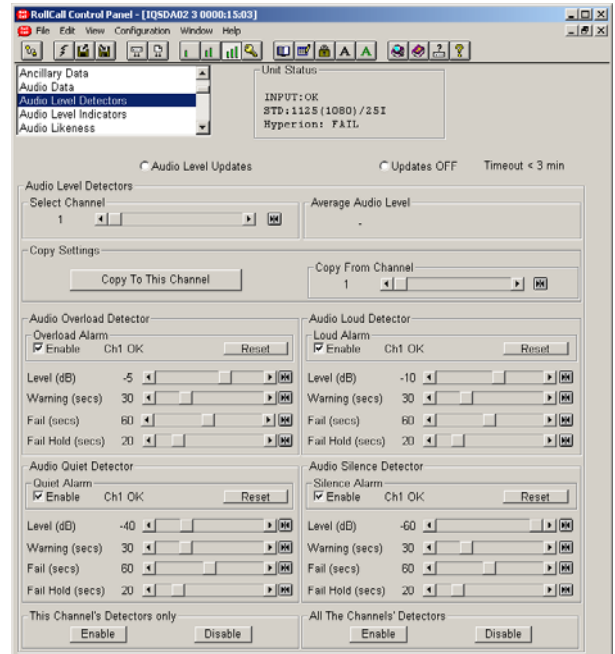 RollCall Control Panel - [IQSDA02 3 0000:15:03]
File Edit View Configuration Window Help
Ancillary Data
Audio Data
Audio Level Detectors
Audio Level Indicators
Audio Likeness
Unit Status
INPUT:OK
STD:1125(1080)/25I
Hyperion: FAIL
Audio Level Updates Updates OFF Timeout < 3 min
Audio Level Detectors
Select Channel
1
Average Audio Level
-
Copy Settings
Copy To This Channel
Copy From Channel
1
Audio Overload Detector
Overload Alarm
Enable Ch1 OK Reset
Level (dB) -5
Warning (secs) 30
Fail (secs) 60
Fail Hold (secs) 20
Audio Loud Detector
Loud Alarm
Enable Ch1 OK Reset
Level (dB) -10
Warning (secs) 30
Fail (secs) 60
Fail Hold (secs) 20
Audio Quiet Detector
Quiet Alarm
Enable Ch1 OK Reset
Level (dB) -40
Warning (secs) 30
Fail (secs) 60
Fail Hold (secs) 20
Audio Silence Detector
Silence Alarm
Enable Ch1 OK Reset
Level (dB) -60
Warning (secs) 30
Fail (secs) 60
Fail Hold (secs) 20
This Channel's Detectors only
Enable Disable
All The Channels' Detectors
Enable Disable